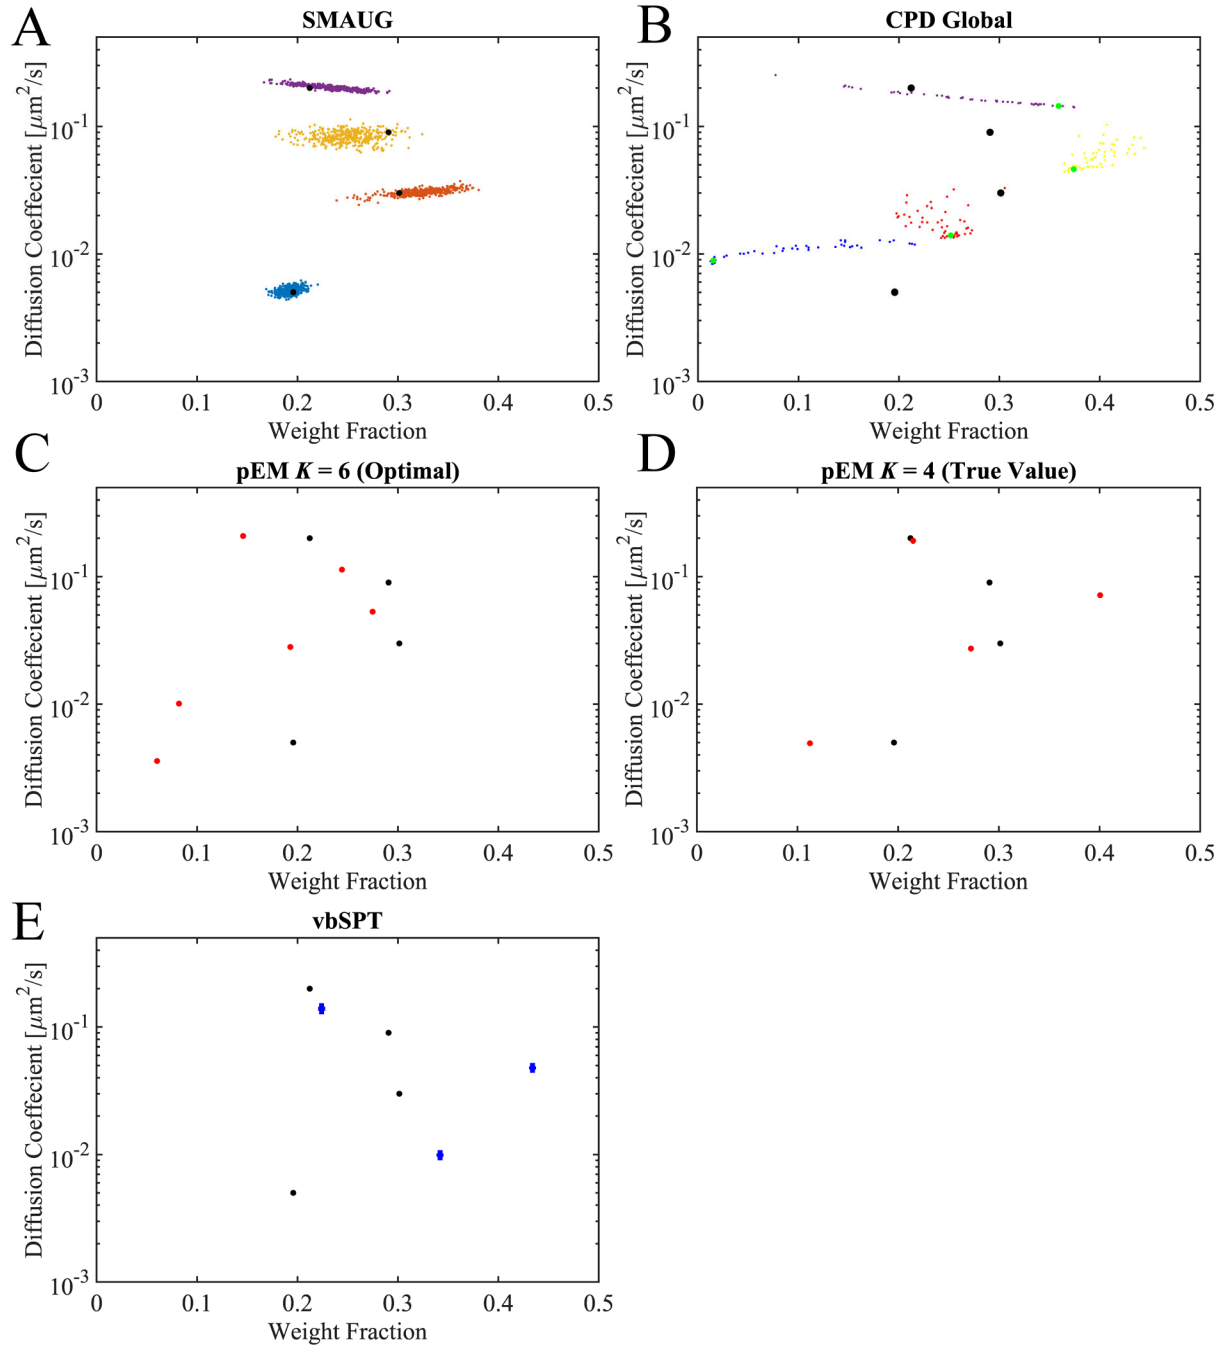 A
SMAUG
Diffusion Coeffecient [μm²/s]
10⁻¹
10⁻²
10⁻³
0 0.1 0.2 0.3 0.4 0.5
Weight Fraction
B
CPD Global
Diffusion Coeffecient [μm²/s]
10⁻¹
10⁻²
10⁻³
0 0.1 0.2 0.3 0.4 0.5
Weight Fraction
C
pEM K = 6 (Optimal)
Diffusion Coeffecient [μm²/s]
10⁻¹
10⁻²
10⁻³
0 0.1 0.2 0.3 0.4 0.5
Weight Fraction
D
pEM K = 4 (True Value)
Diffusion Coeffecient [μm²/s]
10⁻¹
10⁻²
10⁻³
0 0.1 0.2 0.3 0.4 0.5
Weight Fraction
E
vbSPT
Diffusion Coeffecient [μm²/s]
10⁻¹
10⁻²
10⁻³
0 0.1 0.2 0.3 0.4 0.5
Weight Fraction